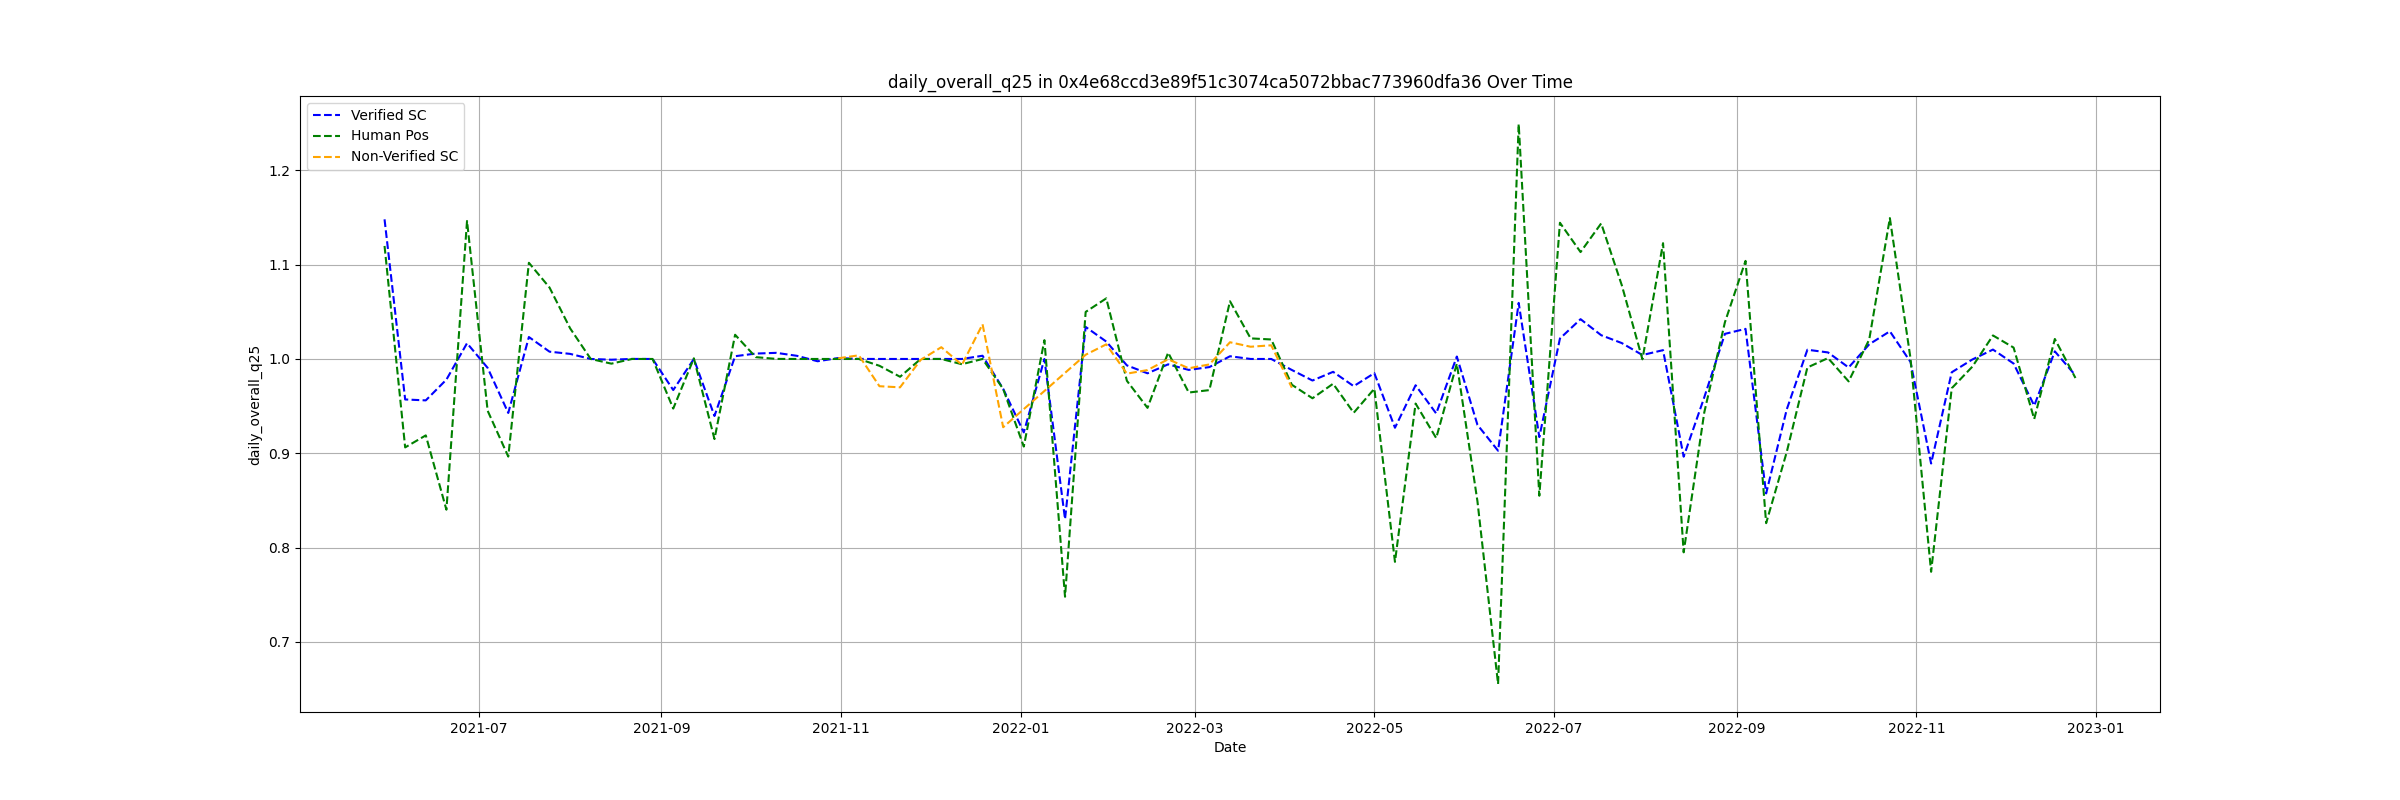 daily_overall_q25 in 0x4e68ccd3e89f51c3074ca5072bbac773960dfa36 Over Time
Verified SC
Human Pos
Non-Verified SC
daily_overall_q25
1.2
1.1
1.0
0.9
0.8
0.7
2021-07 2021-09 2021-11 2022-01 2022-03 2022-05 2022-07 2022-09 2022-11 2023-01
Date